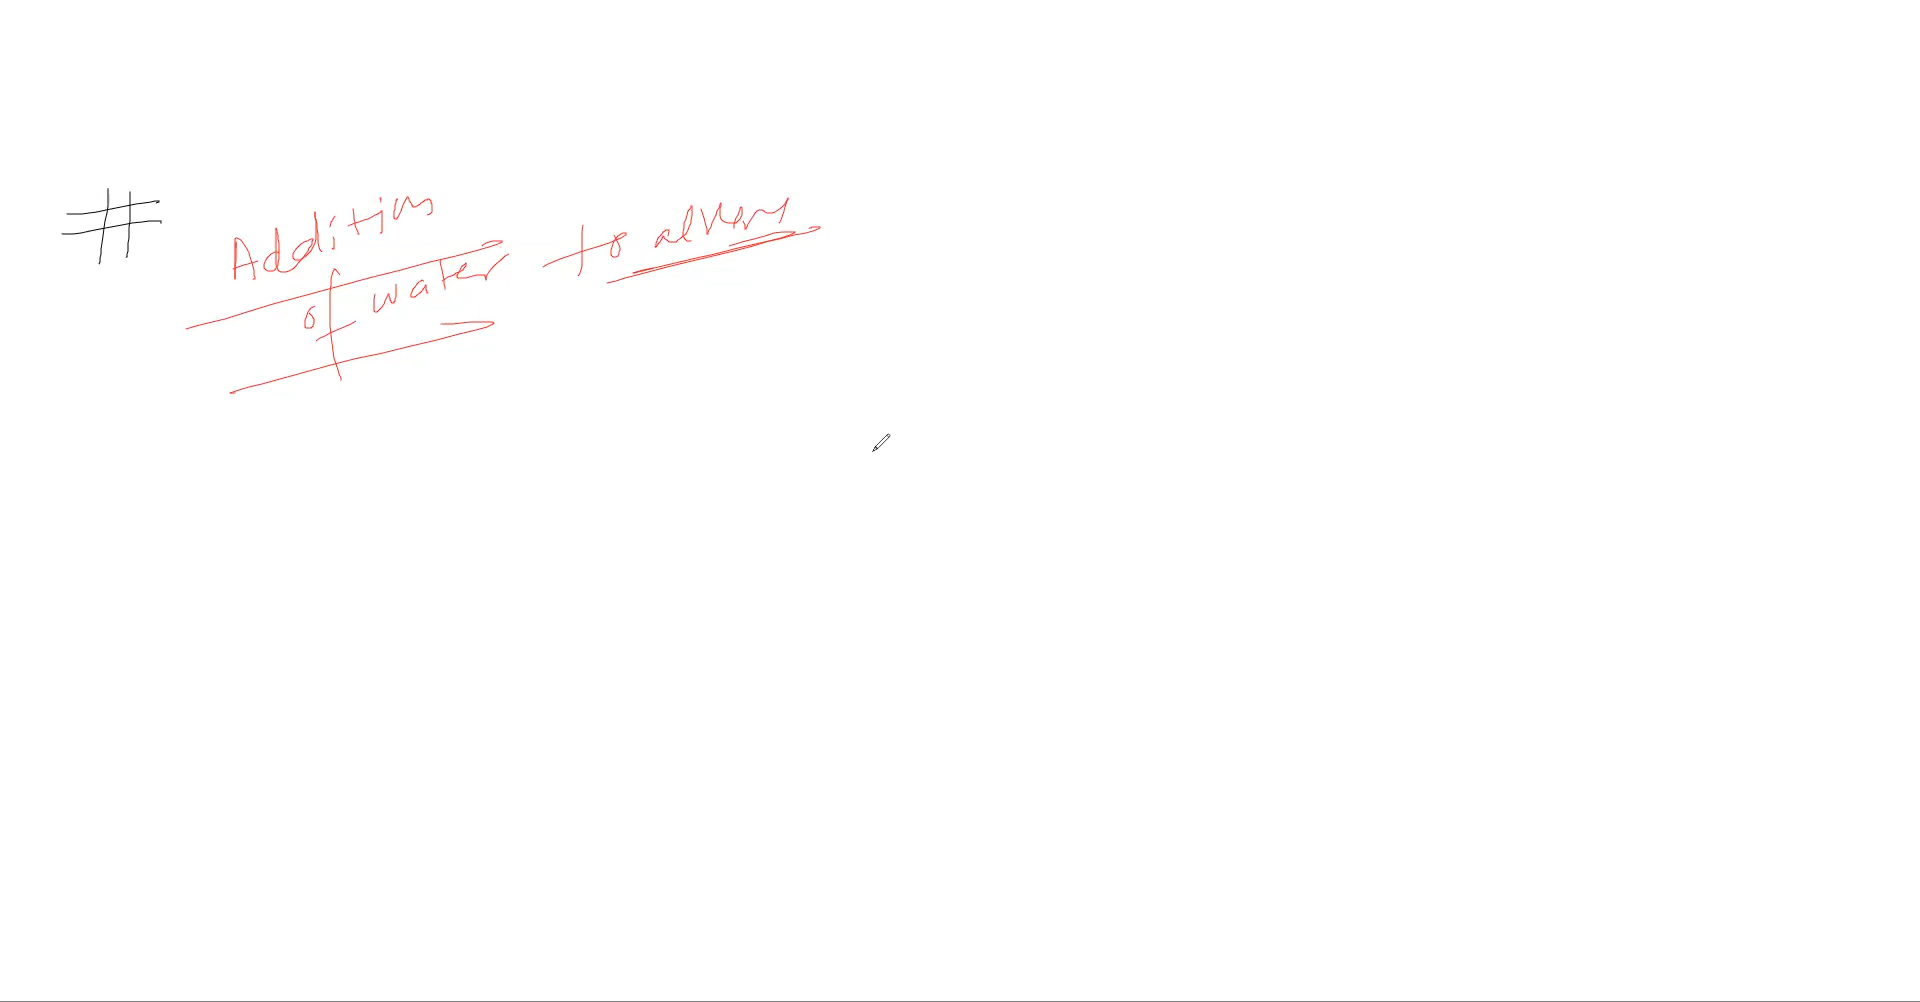 # Addition to alkene
of water